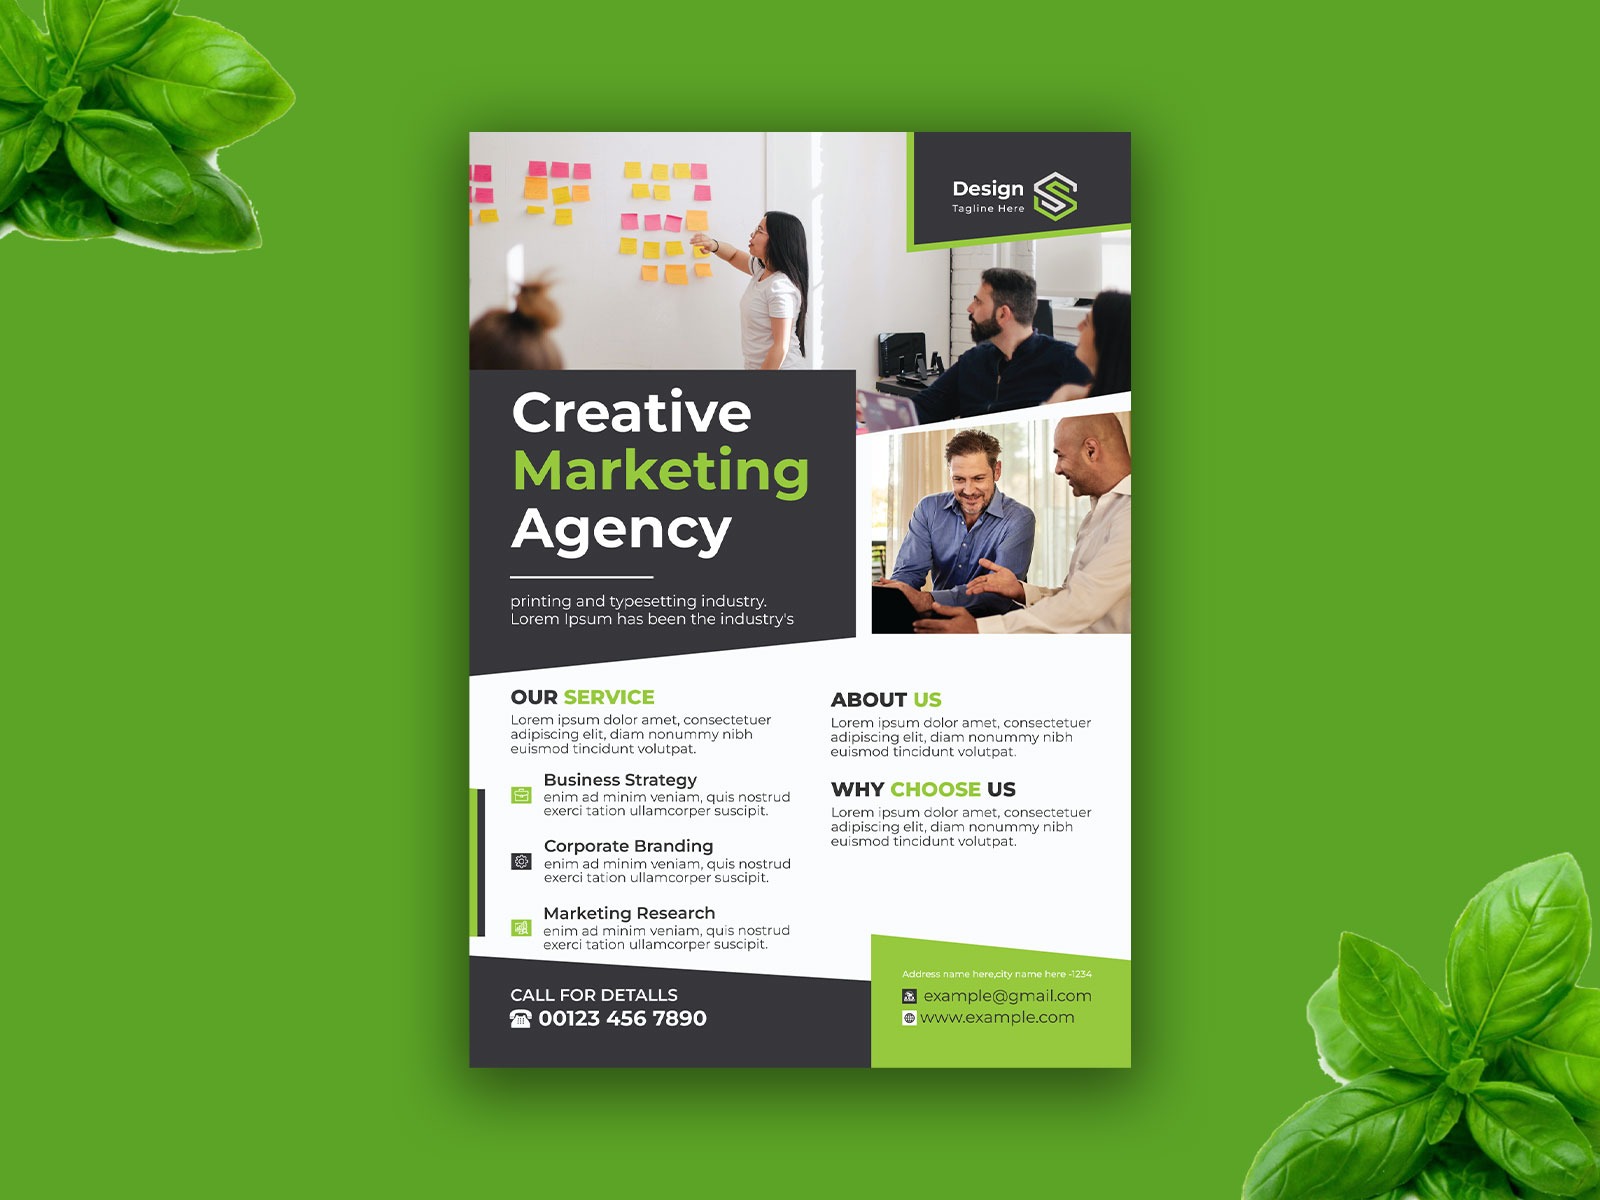 Design
Tagline Here
Creative
Marketing
Agency
printing and typesetting industry.
Lorem Ipsum has been the industry's
OUR SERVICE
Lorem ipsum dolor amet, consectetuer
adipiscing elit, diam nonummy nibh
euismod tincidunt volutpat.
Business Strategy
enim ad minim veniam, quis nostrud
exerci tation ullamcorper suscipit.
Corporate Branding
enim ad minim veniam, quis nostrud
exerci tation ullamcorper suscipit.
Marketing Research
enim ad minim veniam, quis nostrud
exerci tation ullamcorper suscipit.
ABOUT US
Lorem ipsum dolor amet, consectetuer
adipiscing elit, diam nonummy nibh
euismod tincidunt volutpat.
WHY CHOOSE US
Lorem ipsum dolor amet, consectetuer
adipiscing elit, diam nonummy nibh
euismod tincidunt volutpat.
CALL FOR DETALLS
00123 456 7890
Address name here,city name here -1234
example@gmail.com
www.example.com